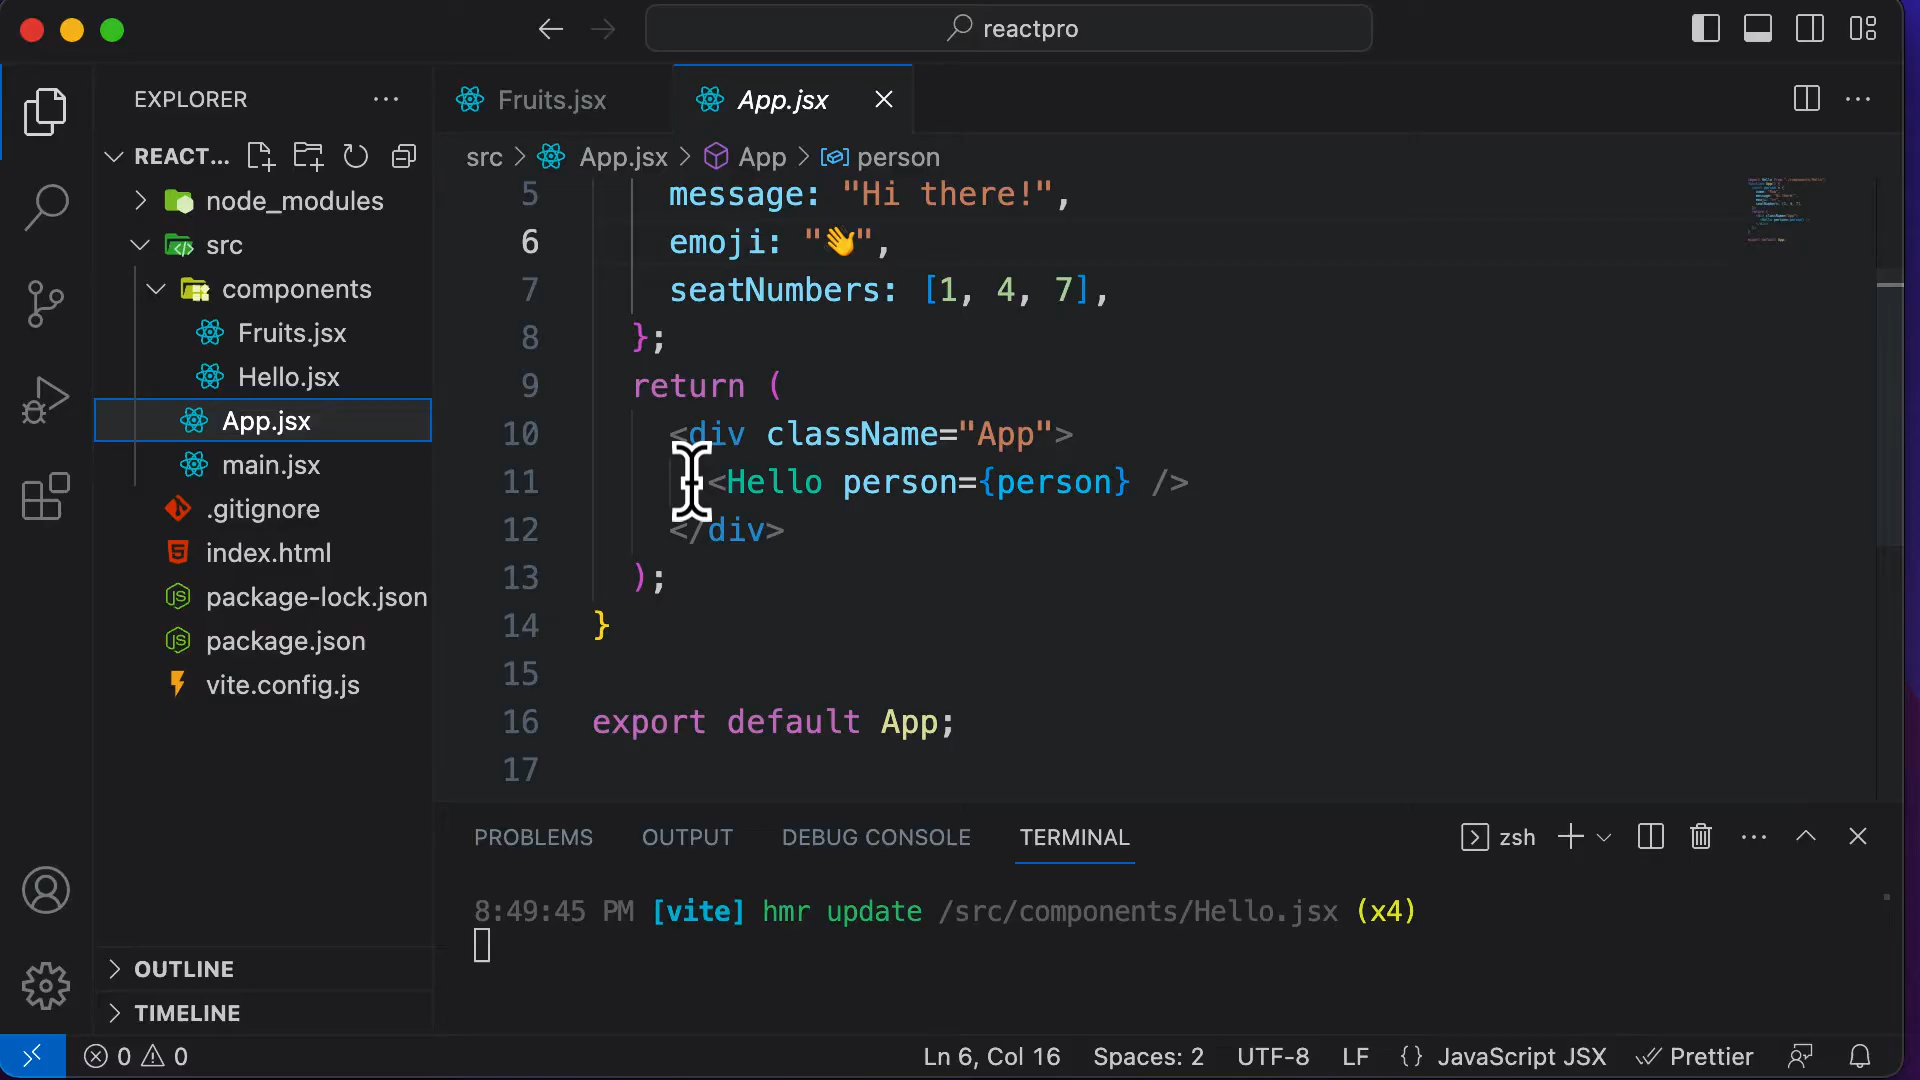 reactpro
EXPLORER
REACT...
node_modules
src
components
Fruits.jsx
Hello.jsx
App.jsx
main.jsx
.gitignore
index.html
package-lock.json
package.json
vite.config.js
OUTLINE
TIMELINE
Fruits.jsx
App.jsx
src > App.jsx > App > person
5 message: "Hi there!",
6 emoji: "👋",
7 seatNumbers: [1, 4, 7],
8 };
9 return (
10 <div className="App">
11 <Hello person={person} />
12 </div>
13 );
14 }
15
16 export default App;
17
PROBLEMS OUTPUT DEBUG CONSOLE TERMINAL zsh
8:49:45 PM [vite] hmr update /src/components/Hello.jsx (x4)
0 0 Ln 6, Col 16 Spaces: 2 UTF-8 LF {} JavaScript JSX Prettier